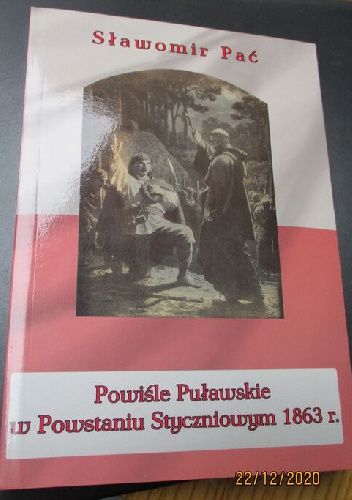 Sławomir Pać
Powiśle Puławskie
w Powstaniu Styczniowym 1863 r.
22/12/2020